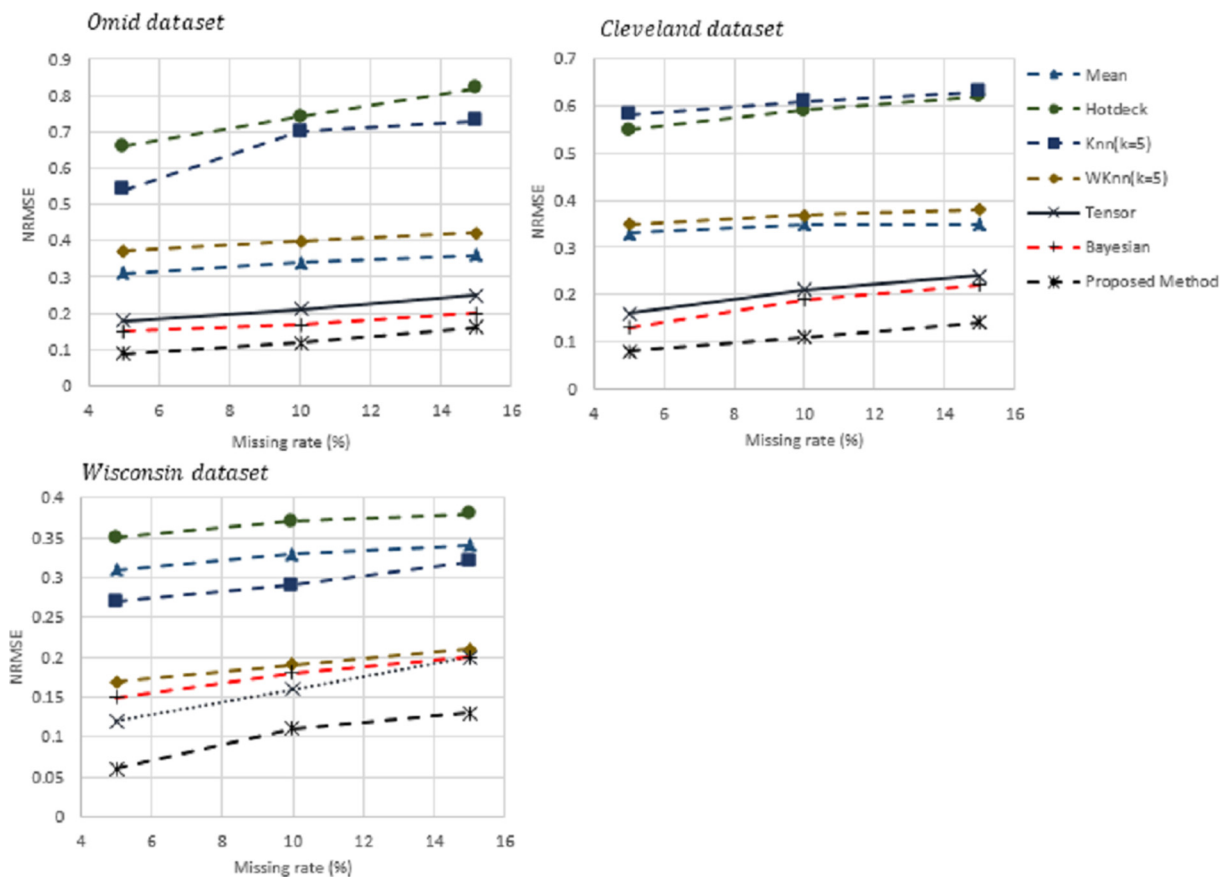 Omid dataset
0.9
0.8
0.7
0.6
0.5
0.4
0.3
0.2
0.1
0
NRMSE
4 6 8 10 12 14 16
Missing rate (%)
Cleveland dataset
0.7
0.6
0.5
0.4
0.3
0.2
0.1
0
NRMSE
4 6 8 10 12 14 16
Missing rate (%)
Mean
Hotdeck
Knn(k=5)
WKnn(k=5)
Tensor
Bayesian
Proposed Method
Wisconsin dataset
0.4
0.35
0.3
0.25
0.2
0.15
0.1
0.05
0
NRMSE
4 6 8 10 12 14 16
Missing rate (%)